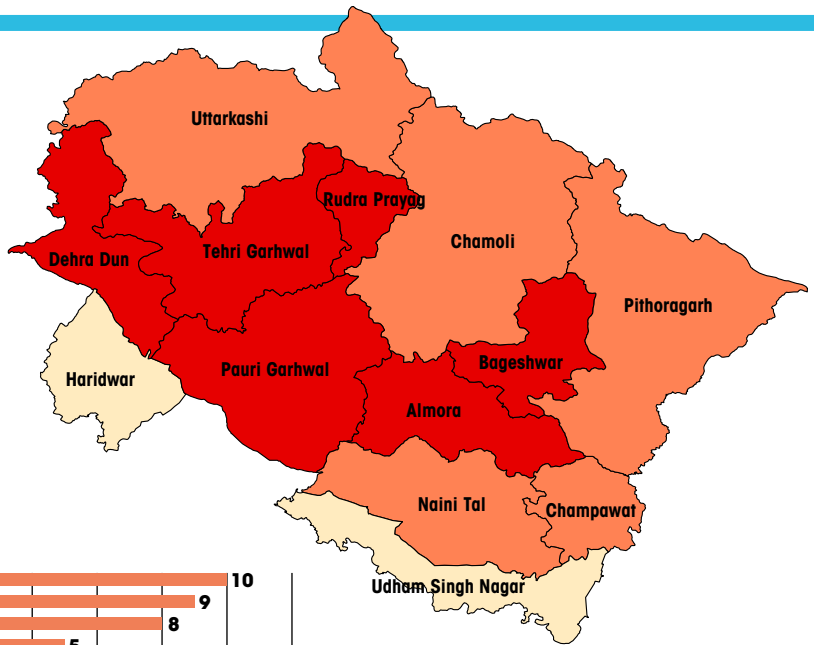 Uttarkashi
Rudra Prayag
Chamoli
Tehri Garhwal
Dehra Dun
Pithoragarh
Bageshwar
Pauri Garhwal
Haridwar
Almora
Naini Tal
Champawat
Udham Singh Nagar
10
9
8
5